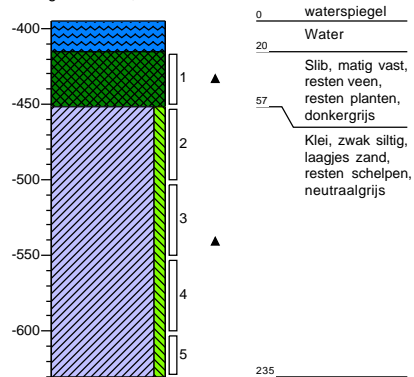 0 waterspiegel
Water
20
Slib, matig vast,
resten veen,
resten planten,
donkergrijs
57
Klei, zwak siltig,
laagjes zand,
resten schelpen,
neutraalgrijs
235
-400
-450
-500
-550
-600
1
2
3
4
5